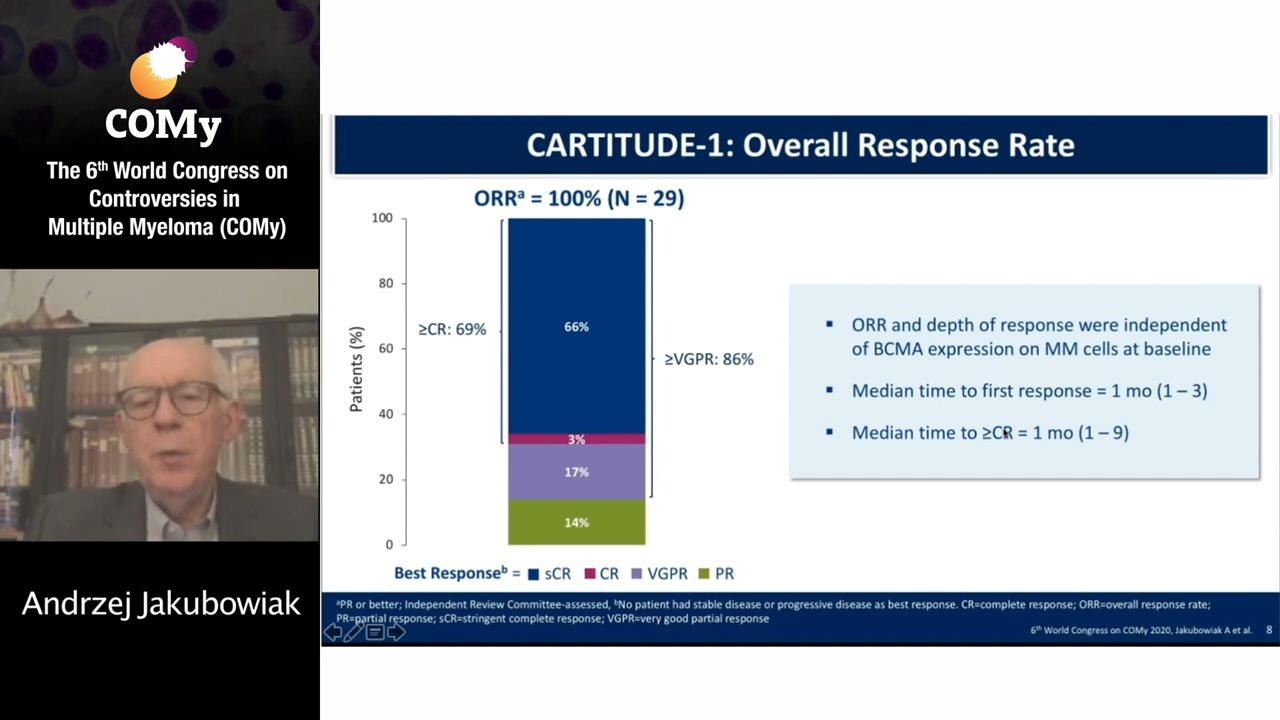 COMy
The 6th World Congress on
Controversies in
Multiple Myeloma (COMy)
Andrzej Jakubowiak
CARTITUDE-1: Overall Response Rate
ORRa = 100% (N = 29)
Patients (%)
100
80
60
40
20
0
≥CR: 69%
66%
3%
17%
14%
≥VGPR: 86%
Best Responseb = sCR CR VGPR PR
ORR and depth of response were independent
of BCMA expression on MM cells at baseline
Median time to first response = 1 mo (1 – 3)
Median time to ≥CR = 1 mo (1 – 9)
aPR or better; Independent Review Committee-assessed, bNo patient had stable disease or progressive disease as best response. CR=complete response; ORR=overall response rate;
PR=partial response; sCR=stringent complete response; VGPR=very good partial response
6th World Congress on COMy 2020, Jakubowiak A et al. 8